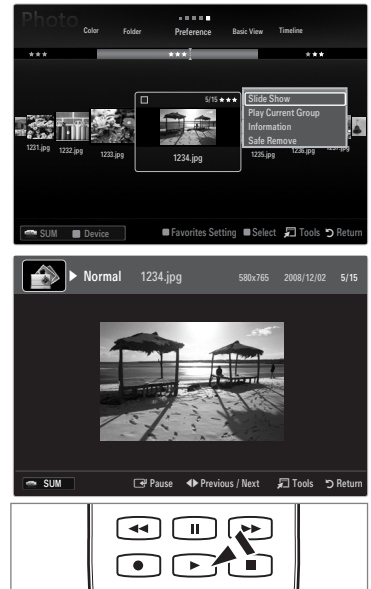 Photo
Color Folder Preference Basic View Timeline
★★★ ★★★ ★★★
5/15 ★★★
Slide Show
Play Current Group
Information
Safe Remove
1231.jpg 1232.jpg 1233.jpg 1234.jpg 1235.jpg 1236.jpg 1237.jpg
SUM Device Favorites Setting Select Tools Return
Normal 1234.jpg 580x765 2008/12/02 5/15
SUM Pause Previous / Next Tools Return